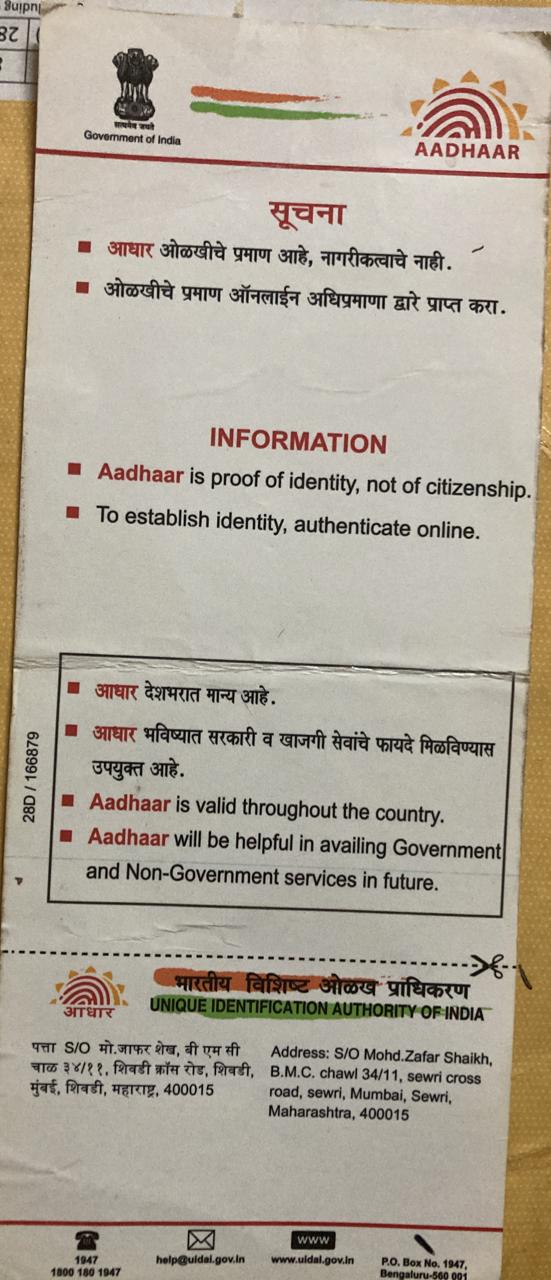 28
सत्यमेव जयते
Government of India
AADHAAR
सूचना
आधार ओळखीचे प्रमाण आहे, नागरीकत्वाचे नाही.
ओळखीचे प्रमाण ऑनलाईन अधिप्रमाणा द्वारे प्राप्त करा.
INFORMATION
Aadhaar is proof of identity, not of citizenship.
To establish identity, authenticate online.
आधार देशभरात मान्य आहे.
आधार भविष्यात सरकारी व खाजगी सेवांचे फायदे मिळविण्यास
उपयुक्त आहे.
Aadhaar is valid throughout the country.
Aadhaar will be helpful in availing Government
and Non-Government services in future.
28D / 166879
आधार
भारतीय विशिष्ट ओळख प्राधिकरण
UNIQUE IDENTIFICATION AUTHORITY OF INDIA
पत्ता S/O मो.जाफर शेख, बी एम सी
चाळ ३४/११, शिवडी क्रॉस रोड, शिवडी,
मुंबई, शिवडी, महाराष्ट्र, 400015
Address: S/O Mohd.Zafar Shaikh,
B.M.C. chawl 34/11, sewri cross
road, sewri, Mumbai, Sewri,
Maharashtra, 400015
1947
1800 180 1947
help@uidai.gov.in
www
www.uidai.gov.in
P.O. Box No. 1947,
Bengaluru-560 001